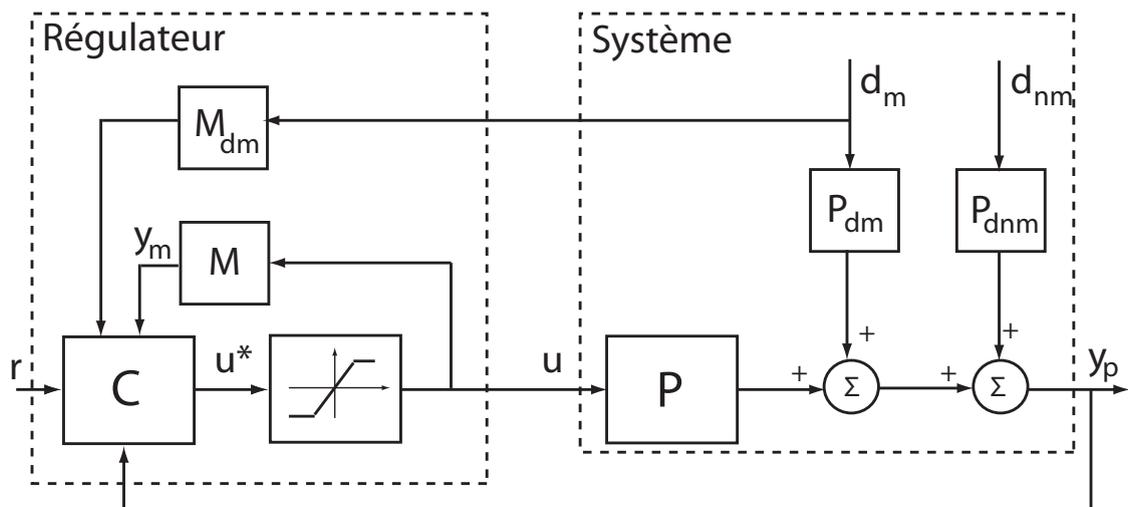 Régulateur
Système
d_m
d_nm
M_dm
P_dm
P_dnm
y_m
M
+
+
r
C
u*
u
P
+
Σ
+
Σ
y_p